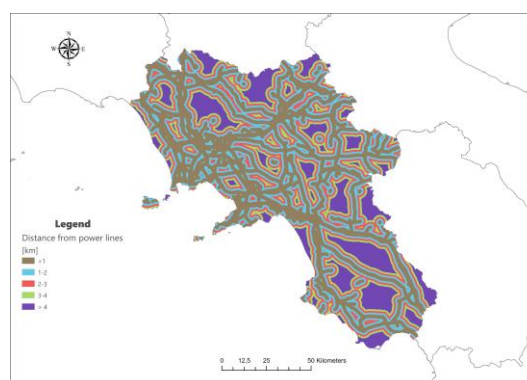 N
W E
S
Legend
Distance from power lines
[km]
<1
1-2
2-3
3-4
> 4
0 12.5 25 50 Kilometers